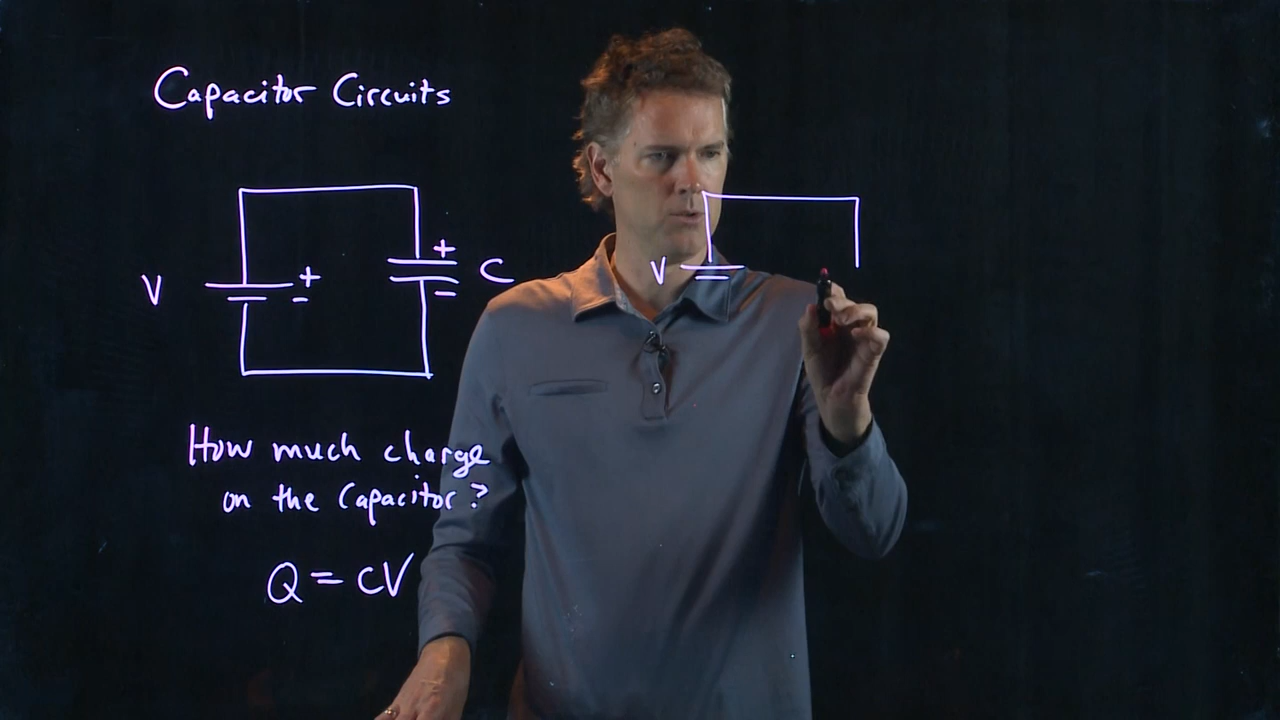 Capacitor Circuits
V + - + - C
V
How much charge
on the Capacitor?
Q = CV